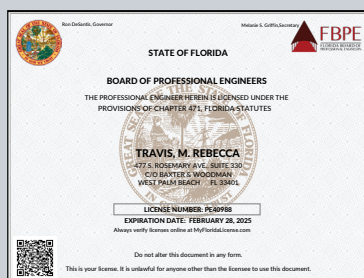 Ron DeSantis, Governor
Melanie S. Griffin,Secretary
FBPE
FLORIDA BOARD OF
PROFESSIONAL ENGINEERS
STATE OF FLORIDA
BOARD OF PROFESSIONAL ENGINEERS
THE PROFESSIONAL ENGINEER HEREIN IS LICENSED UNDER THE
PROVISIONS OF CHAPTER 471, FLORIDA STATUTES
TRAVIS, M. REBECCA
477 S. ROSEMARY AVE., SUITE 330
C/O BAXTER & WOODMAN
WEST PALM BEACH FL 33401
LICENSE NUMBER: PE40988
EXPIRATION DATE: FEBRUARY 28, 2025
Always verify licenses online at MyFloridaLicense.com
Do not alter this document in any form.
This is your license. It is unlawful for anyone other than the licensee to use this document.